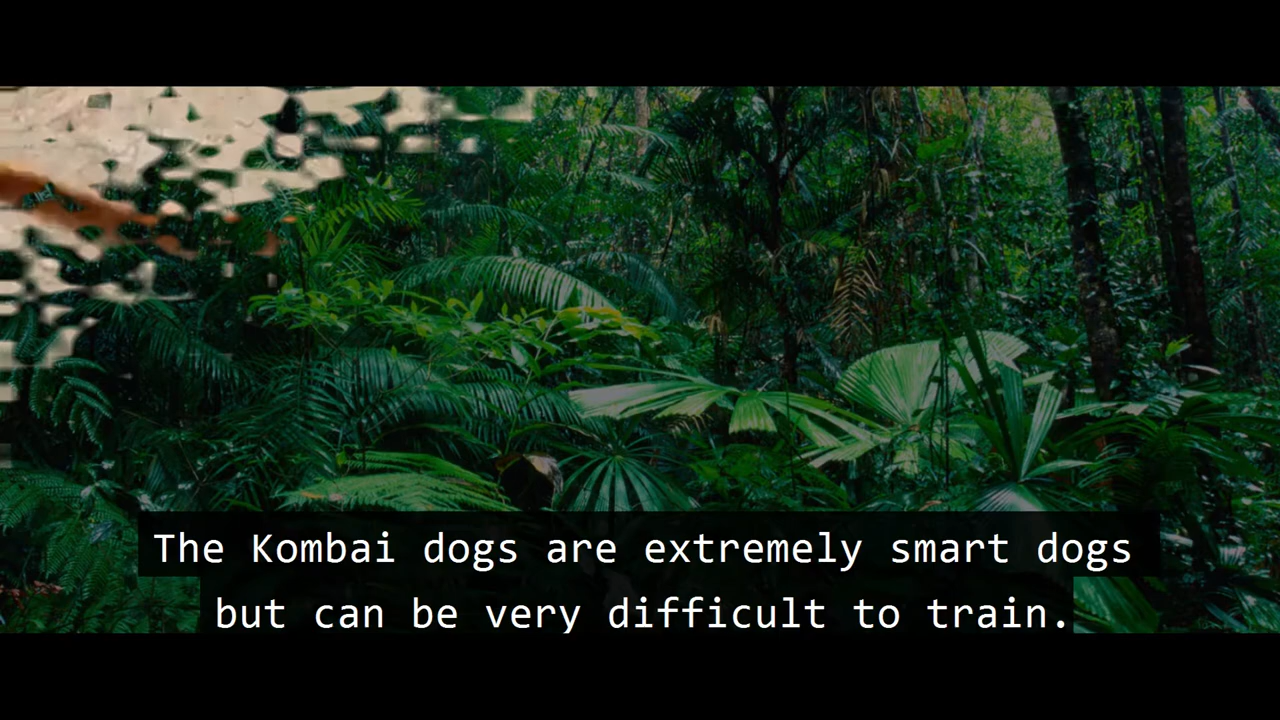 The Kombai dogs are extremely smart dogs
but can be very difficult to train.